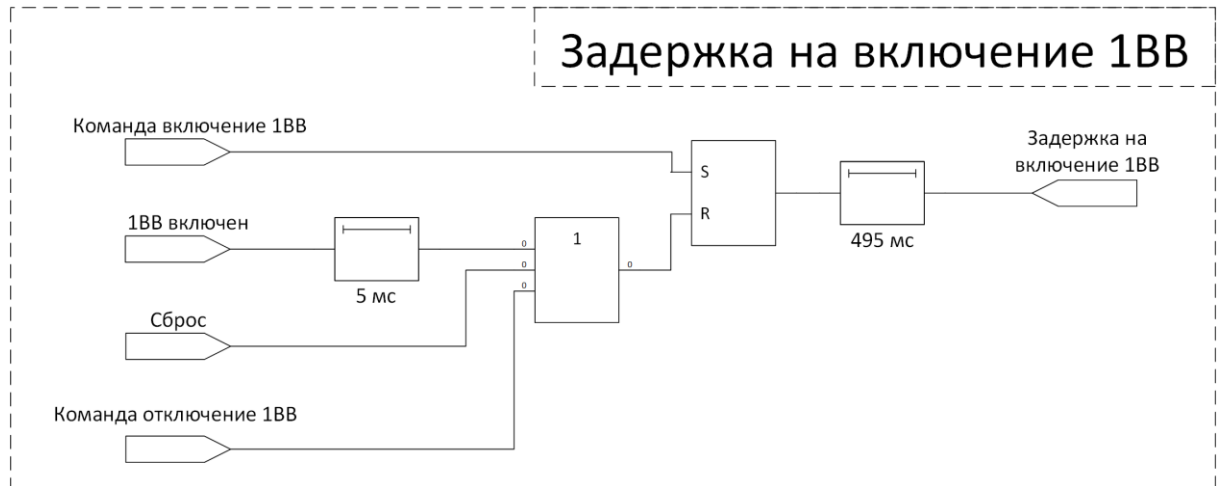 Задержка на включение 1ВВ
Команда включение 1ВВ
Задержка на
включение 1ВВ
S
R
1ВВ включен
1
0
0
0
0
5 мс
495 мс
Сброс
Команда отключение 1ВВ